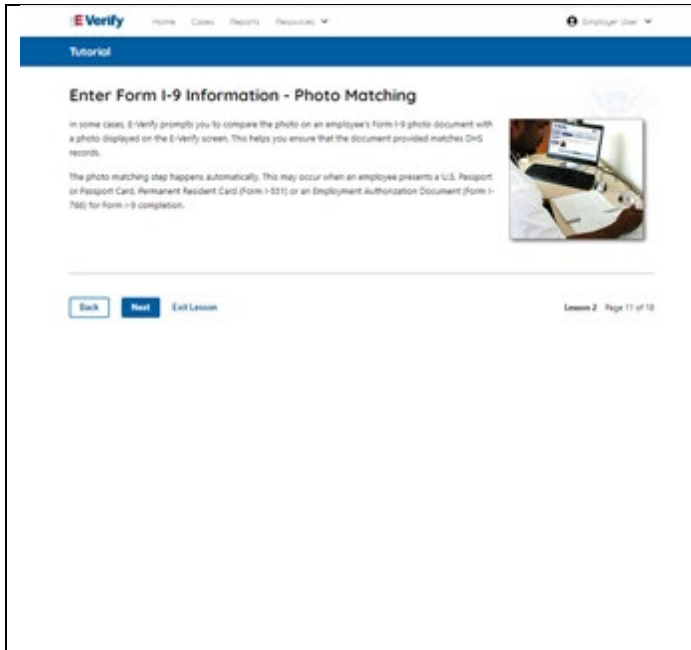 E-Verify Home Cases Reports Resources Employer User
Tutorial
Enter Form I-9 Information - Photo Matching
In some cases, E-Verify prompts you to compare the photo on an employee's Form I-9 photo document with
a photo displayed on the E-Verify screen. This helps you ensure that the document provided matches DHS
records.
The photo matching step happens automatically. This may occur when an employee presents a U.S. Passport
or Passport Card, Permanent Resident Card (Form I-551) or an Employment Authorization Document (Form I-
766) for Form I-9 completion.
Back Next Exit Lesson Lesson 2 Page 11 of 18